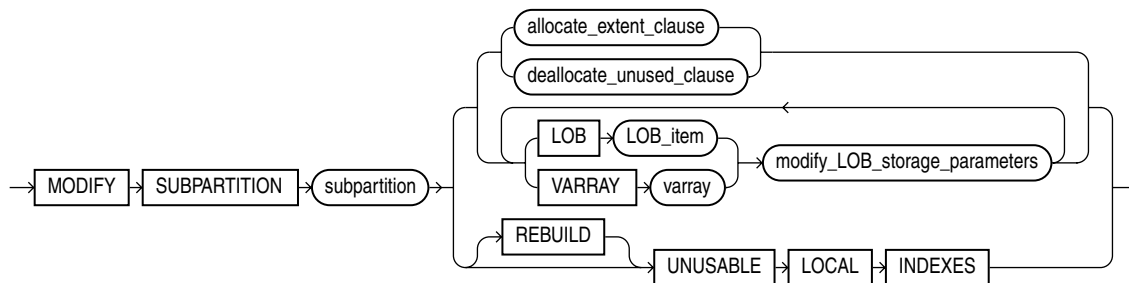 allocate_extent_clause
deallocate_unused_clause
LOB LOB_item
modify_LOB_storage_parameters
MODIFY SUBPARTITION subpartition
VARRAY varray
REBUILD
UNUSABLE LOCAL INDEXES